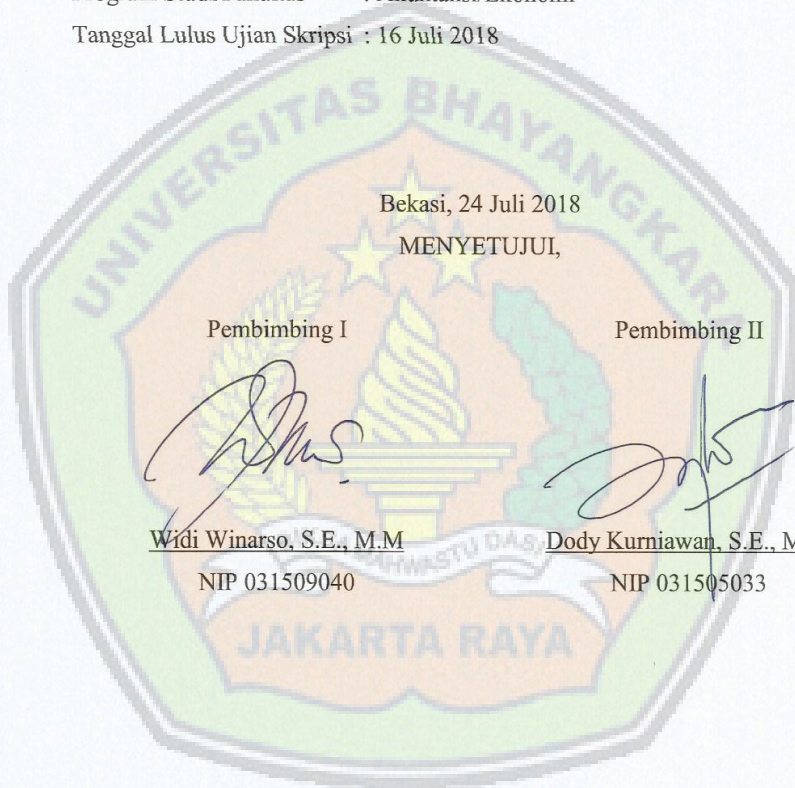 Tanggal Lulus Ujian Skripsi : 16 Juli 2018
UNIVERSITAS BHAYANGKARA
Bekasi, 24 Juli 2018
MENYETUJUI,
Pembimbing I Pembimbing II
Widi Winarso, S.E., M.M Dody Kurniawan, S.E., M
NIP 031509040 NIP 031505033
JAKARTA RAYA